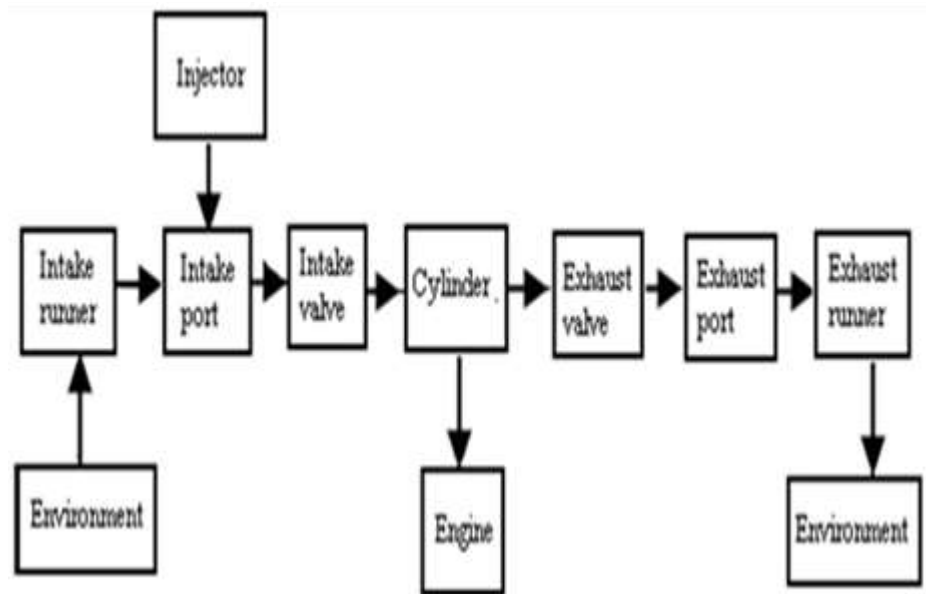 Injector
Intake
runner
Intake
port
Intake
valve
Cylinder
Exhaust
valve
Exhaust
port
Exhaust
runner
Environment
Engine
Environment